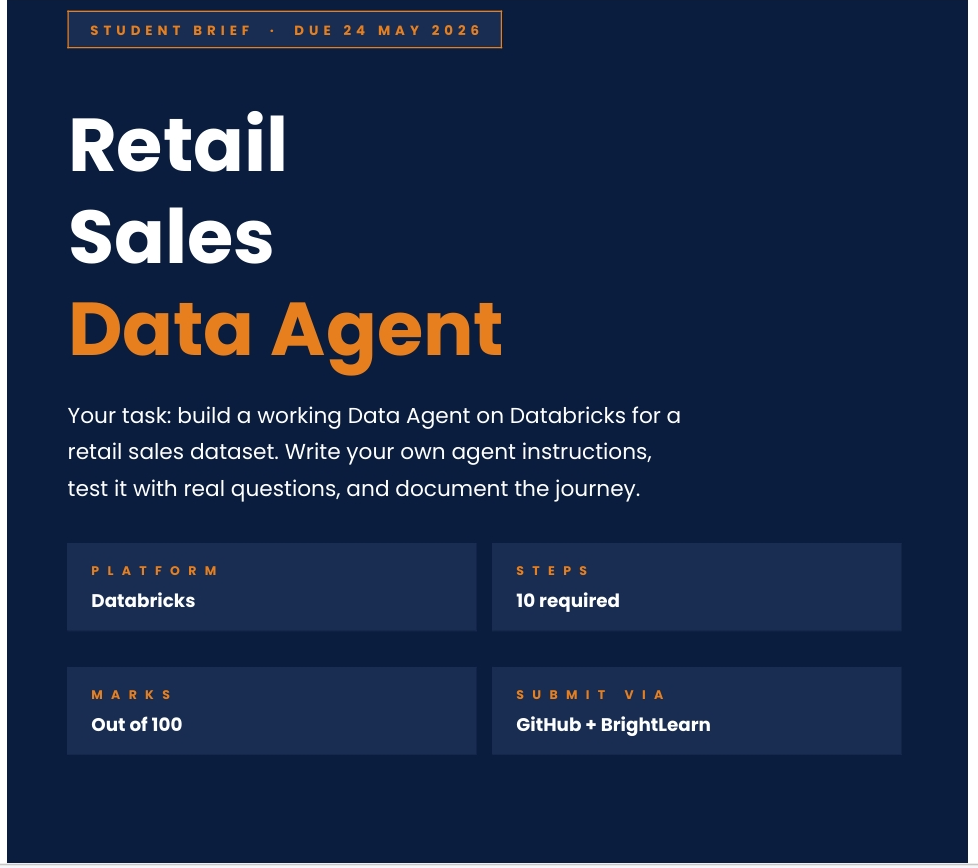 STUDENT BRIEF · DUE 24 MAY 2026
Retail
Sales
Data Agent
Your task: build a working Data Agent on Databricks for a
retail sales dataset. Write your own agent instructions,
test it with real questions, and document the journey.
PLATFORM
Databricks
STEPS
10 required
MARKS
Out of 100
SUBMIT VIA
GitHub + BrightLearn